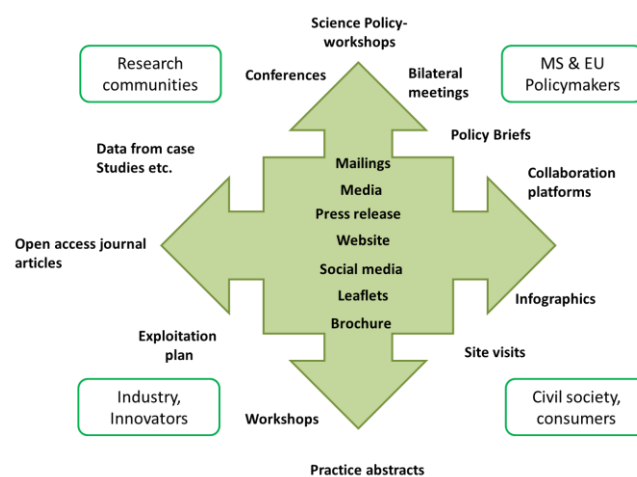 Science Policy-
workshops
Research
communities
Conferences
Bilateral
meetings
MS & EU
Policymakers
Policy Briefs
Data from case
Studies etc.
Mailings
Media
Press release
Website
Social media
Leaflets
Brochure
Collaboration
platforms
Open access journal
articles
Infographics
Exploitation
plan
Site visits
Industry,
Innovators
Workshops
Civil society,
consumers
Practice abstracts